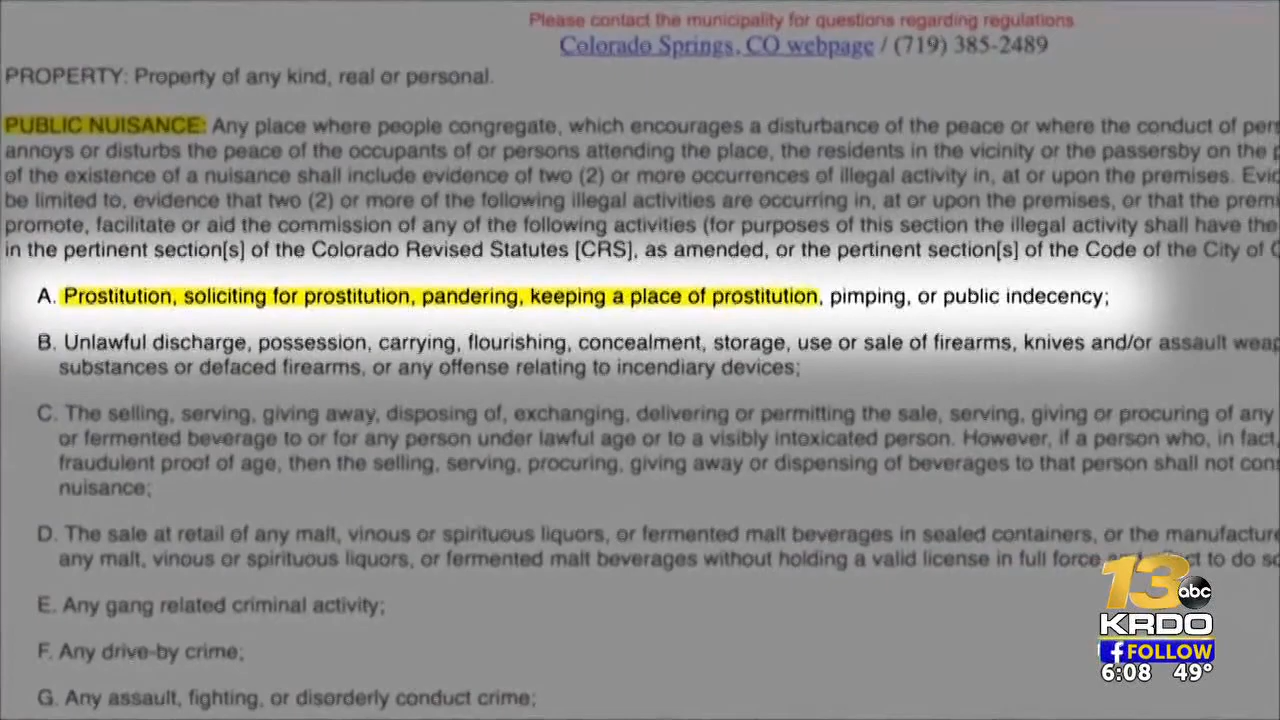 Please contact the municipality for questions regarding regulations
Colorado Springs, CO webpage / (719) 385-2489
PROPERTY: Property of any kind, real or personal.
PUBLIC NUISANCE: Any place where people congregate, which encourages a disturbance of the peace or where the conduct of per
annoys or disturbs the peace of the occupants of or persons attending the place, the residents in the vicinity or the passersby on the p
of the existence of a nuisance shall include evidence of two (2) or more occurrences of illegal activity in, at or upon the premises. Evid
be limited to, evidence that two (2) or more of the following illegal activities are occurring in, at or upon the premises, or that the premi
promote, facilitate or aid the commission of any of the following activities (for purposes of this section the illegal activity shall have the
in the pertinent section[s] of the Colorado Revised Statutes [CRS], as amended, or the pertinent section[s] of the Code of the City of C
A. Prostitution, soliciting for prostitution, pandering, keeping a place of prostitution, pimping, or public indecency;
B. Unlawful discharge, possession, carrying, flourishing, concealment, storage, use or sale of firearms, knives and/or assault weap
substances or defaced firearms, or any offense relating to incendiary devices;
C. The selling, serving, giving away, disposing of, exchanging, delivering or permitting the sale, serving, giving or procuring of any
or fermented beverage to or for any person under lawful age or to a visibly intoxicated person. However, if a person who, in fact,
fraudulent proof of age, then the selling, serving, procuring, giving away or dispensing of beverages to that person shall not cons
nuisance;
D. The sale at retail of any malt, vinous or spirituous liquors, or fermented malt beverages in sealed containers, or the manufacture
any malt, vinous or spirituous liquors, or fermented malt beverages without holding a valid license in full force to do so
E. Any gang related criminal activity;
F. Any drive-by crime;
G. Any assault, fighting, or disorderly conduct crime;
13 abc
KRDO
f FOLLOW
6:08 49°